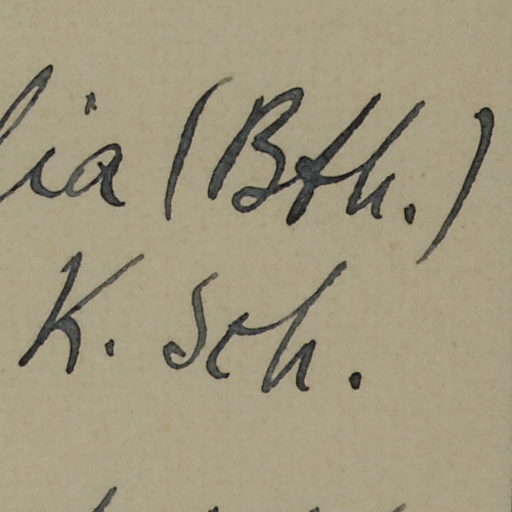 lia (Bth.)
K. Sch.